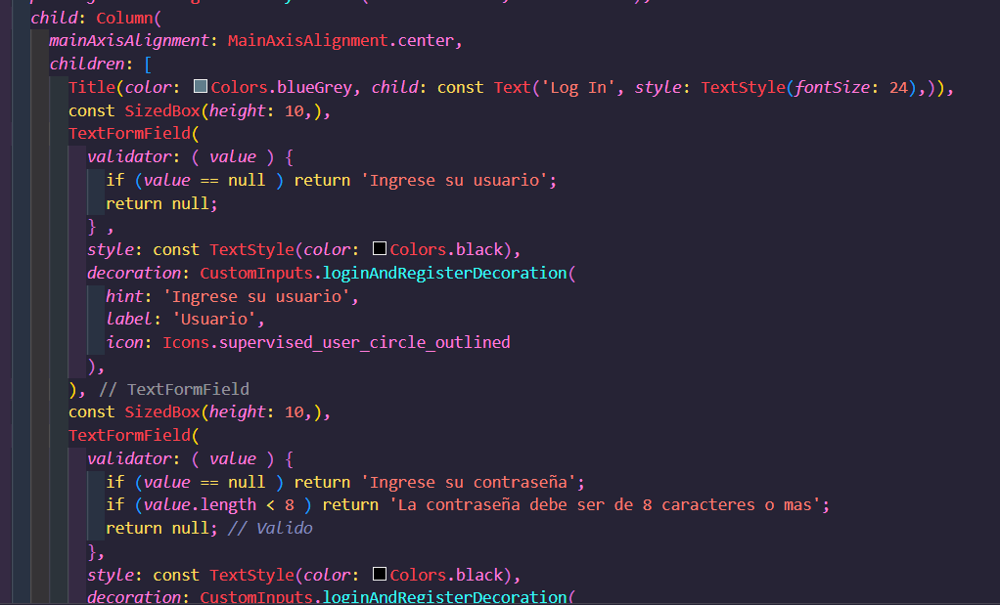 child: Column(
mainAxisAlignment: MainAxisAlignment.center,
children: [
Title(color: Colors.blueGrey, child: const Text('Log In', style: TextStyle(fontSize: 24),)),
const SizedBox(height: 10,),
TextFormField(
validator: ( value ) {
if (value == null ) return 'Ingrese su usuario';
return null;
} ,
style: const TextStyle(color: Colors.black),
decoration: CustomInputs.loginAndRegisterDecoration(
hint: 'Ingrese su usuario',
label: 'Usuario',
icon: Icons.supervised_user_circle_outlined
),
), // TextFormField
const SizedBox(height: 10,),
TextFormField(
validator: ( value ) {
if (value == null ) return 'Ingrese su contraseña';
if (value.length < 8 ) return 'La contraseña debe ser de 8 caracteres o mas';
return null; // Valido
},
style: const TextStyle(color: Colors.black),
decoration: CustomInputs.loginAndRegisterDecoration(